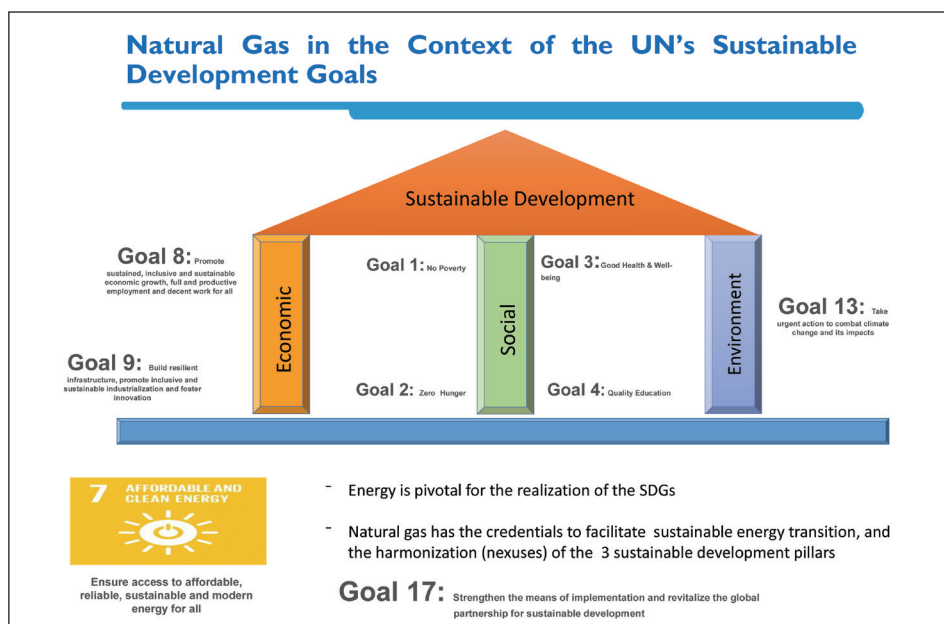 Natural Gas in the Context of the UN's Sustainable
Development Goals
Sustainable Development
Goal 8: Promote
sustained, inclusive and sustainable
economic growth, full and productive
employment and decent work for all
Goal 9: Build resilient
infrastructure, promote inclusive and
sustainable industrialization and foster
innovation
Economic
Goal 1: No Poverty
Goal 2: Zero Hunger
Social
Goal 3: Good Health & Well-
being
Goal 4: Quality Education
Environment
Goal 13: Take
urgent action to combat climate
change and its impacts
7 AFFORDABLE AND
CLEAN ENERGY
Ensure access to affordable,
reliable, sustainable and modern
energy for all
- Energy is pivotal for the realization of the SDGs
- Natural gas has the credentials to facilitate sustainable energy transition, and
the harmonization (nexuses) of the 3 sustainable development pillars
Goal 17: Strengthen the means of implementation and revitalize the global
partnership for sustainable development